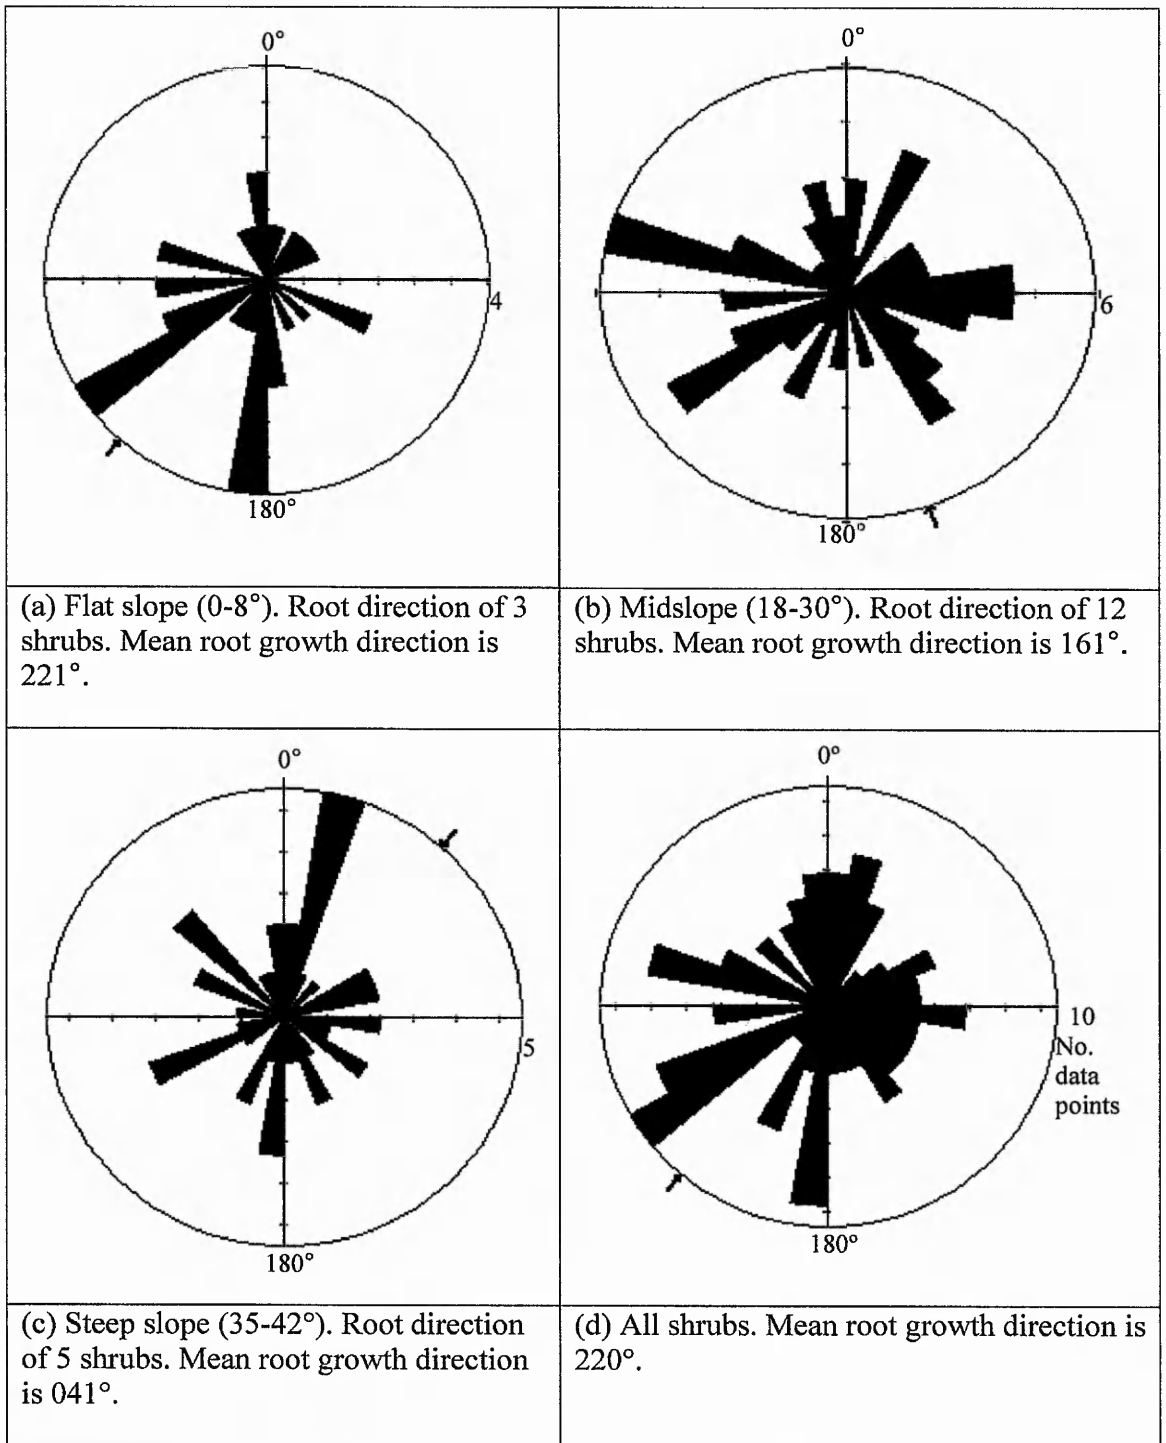 0°
4
180°
(a) Flat slope (0-8°). Root direction of 3
shrubs. Mean root growth direction is
221°.
0°
6
180°
(b) Midslope (18-30°). Root direction of 12
shrubs. Mean root growth direction is 161°.
0°
5
180°
(c) Steep slope (35-42°). Root direction
of 5 shrubs. Mean root growth direction
is 041°.
0°
10
No.
data
points
180°
(d) All shrubs. Mean root growth direction is
220°.